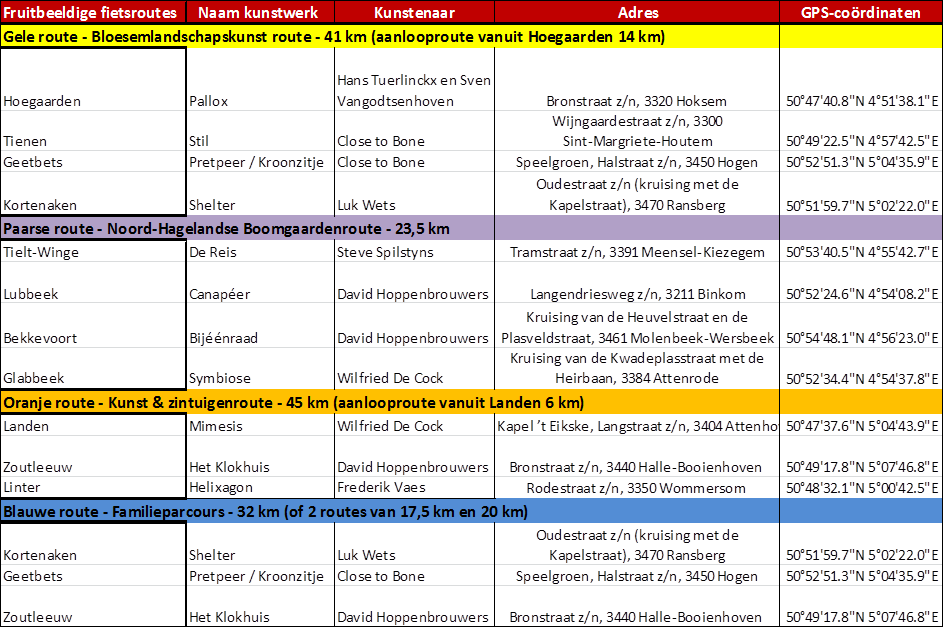 Fruitbeeldige fietsroutes Naam kunstwerk Kunstenaar Adres GPS-coördinaten
Gele route - Bloesemlandschapskunst route - 41 km (aanlooproute vanuit Hoegaarden 14 km)
Hoegaarden Pallox Hans Tuerlinckx en Sven Vangodtsenhoven Bronstraat z/n, 3320 Hoksem 50°47'40.8"N 4°51'38.1"E
Tienen Stil Close to Bone Wijngaardestraat z/n, 3300 Sint-Margriete-Houtem 50°49'22.5"N 4°57'42.5"E
Geetbets Pretpeer / Kroonzitje Close to Bone Speelgroen, Halstraat z/n, 3450 Hogen 50°52'51.3"N 5°04'35.9"E
Kortenaken Shelter Luk Wets Oudestraat z/n (kruising met de Kapelstraat), 3470 Ransberg 50°51'59.7"N 5°02'22.0"E
Paarse route - Noord-Hagelandse Boomgaardenroute - 23,5 km
Tielt-Winge De Reis Steve Spilstyns Tramstraat z/n, 3391 Meensel-Kiezegem 50°53'40.5"N 4°55'42.7"E
Lubbeek Canapéer David Hoppenbrouwers Langendriesweg z/n, 3211 Binkom 50°52'24.6"N 4°54'08.2"E
Bekkevoort Bijéénraad David Hoppenbrouwers Kruising van de Heuvelstraat en de Plasveldstraat, 3461 Molenbeek-Wersbeek 50°54'48.1"N 4°56'23.0"E
Glabbeek Symbiose Wilfried De Cock Kruising van de Kwadeplasstraat met de Heirbaan, 3384 Attenrode 50°52'34.4"N 4°54'37.8"E
Oranje route - Kunst & zintuigenroute - 45 km (aanlooproute vanuit Landen 6 km)
Landen Mimesis Wilfried De Cock Kapel ’t Eikske, Langstraat z/n, 3404 Attenho 50°47'37.6"N 5°04'43.9"E
Zoutleeuw Het Klokhuis David Hoppenbrouwers Bronstraat z/n, 3440 Halle-Booienhoven 50°49'17.8"N 5°07'46.8"E
Linter Helixagon Frederik Vaes Rodestraat z/n, 3350 Wommersom 50°48'32.1"N 5°00'42.5"E
Blauwe route - Familieparcours - 32 km (of 2 routes van 17,5 km en 20 km)
Kortenaken Shelter Luk Wets Oudestraat z/n (kruising met de Kapelstraat), 3470 Ransberg 50°51'59.7"N 5°02'22.0"E
Geetbets Pretpeer / Kroonzitje Close to Bone Speelgroen, Halstraat z/n, 3450 Hogen 50°52'51.3"N 5°04'35.9"E
Zoutleeuw Het Klokhuis David Hoppenbrouwers Bronstraat z/n, 3440 Halle-Booienhoven 50°49'17.8"N 5°07'46.8"E